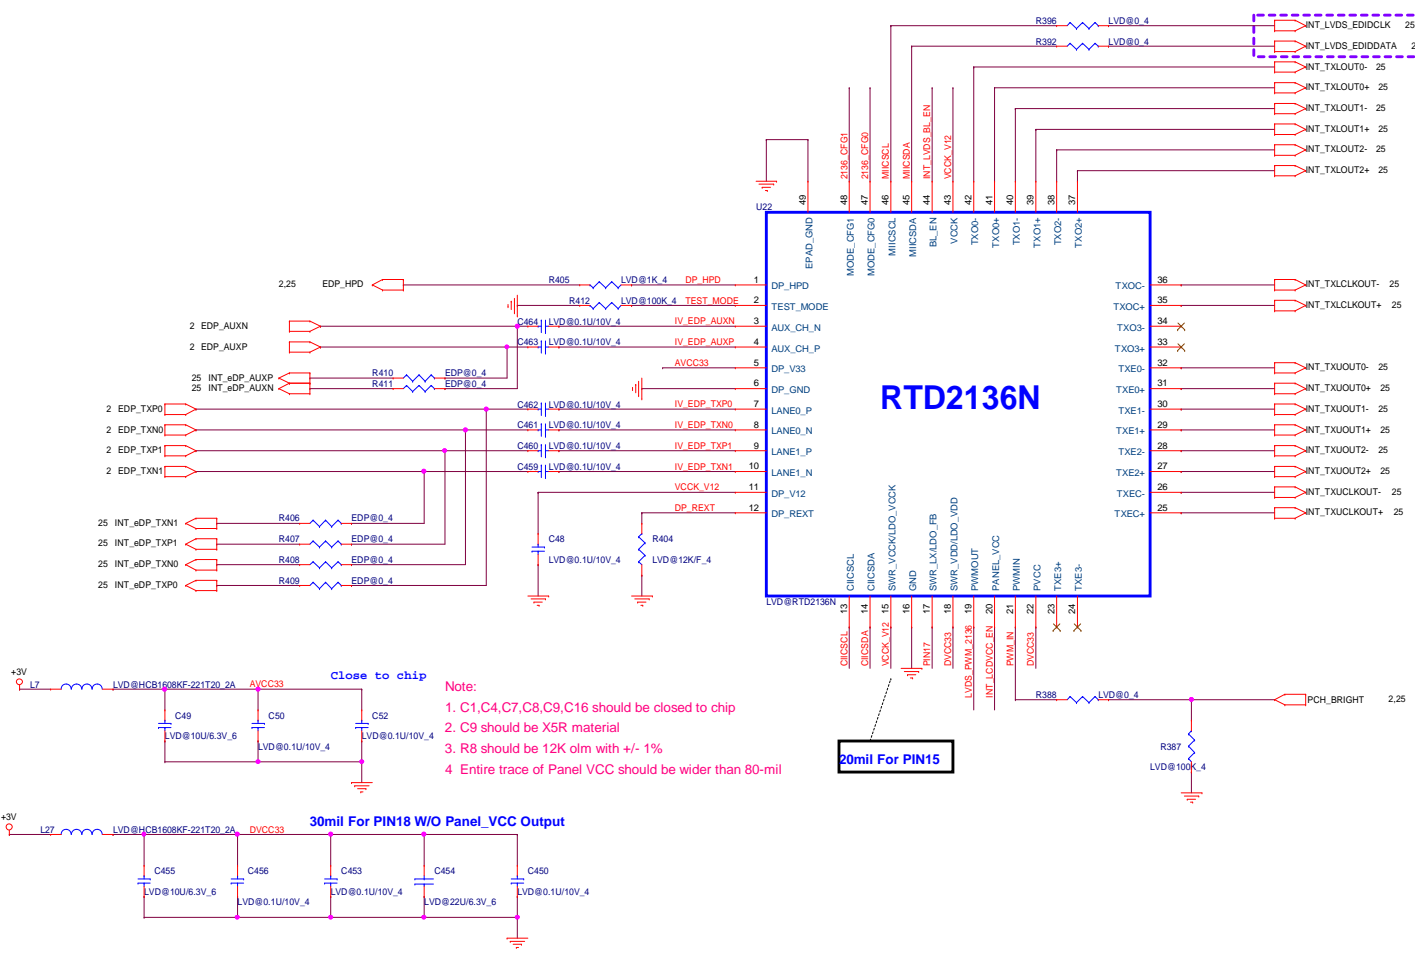 R396 LVD@0_4 INT_LVDS_EDIDCLK 25
R392 LVD@0_4 INT_LVDS_EDIDDATA 2
INT_TXLOUT0- 25
INT_TXLOUT0+ 25
INT_TXLOUT1- 25
INT_TXLOUT1+ 25
INT_TXLOUT2- 25
INT_TXLOUT2+ 25
2136_CFG1
2136_CFG0
MIICSCL
MIICSDA
INT_LVDS_BL_EN
VCCK_V12
49 48 47 46 45 44 43 42 41 40 39 38 37
U22
EPAD_GND
MODE_CFG1
MODE_CFG0
MIICSCL
MIICSDA
BL_EN
VCCK
TXO0-
TXO0+
TXO1-
TXO1+
TXO2-
TXO2+
2,25 EDP_HPD R405 LVD@1K_4 DP_HPD 1 DP_HPD
R412 LVD@100K_4 TEST_MODE 2 TEST_MODE
2 EDP_AUXN C464 LVD@0.1U/10V_4 IV_EDP_AUXN 3 AUX_CH_N
2 EDP_AUXP C463 LVD@0.1U/10V_4 IV_EDP_AUXP 4 AUX_CH_P
AVCC33 5 DP_V33
25 INT_eDP_AUXP R410 EDP@0_4
25 INT_eDP_AUXN R411 EDP@0_4
6 DP_GND
2 EDP_TXP0 C462 LVD@0.1U/10V_4 IV_EDP_TXP0 7 LANE0_P
2 EDP_TXN0 C461 LVD@0.1U/10V_4 IV_EDP_TXN0 8 LANE0_N
2 EDP_TXP1 C460 LVD@0.1U/10V_4 IV_EDP_TXP1 9 LANE1_P
2 EDP_TXN1 C459 LVD@0.1U/10V_4 IV_EDP_TXN1 10 LANE1_N
VCCK_V12 11 DP_V12
DP_REXT 12 DP_REXT
25 INT_eDP_TXN1 R406 EDP@0_4
25 INT_eDP_TXP1 R407 EDP@0_4
25 INT_eDP_TXN0 R408 EDP@0_4
25 INT_eDP_TXP0 R409 EDP@0_4
C48
LVD@0.1U/10V_4
R404
LVD@12K/F_4
RTD2136N
TXOC- 36 INT_TXLCLKOUT- 25
TXOC+ 35 INT_TXLCLKOUT+ 25
TXO3- 34
TXO3+ 33
TXE0- 32 INT_TXUOUT0- 25
TXE0+ 31 INT_TXUOUT0+ 25
TXE1- 30 INT_TXUOUT1- 25
TXE1+ 29 INT_TXUOUT1+ 25
TXE2- 28 INT_TXUOUT2- 25
TXE2+ 27 INT_TXUOUT2+ 25
TXEC- 26 INT_TXUCLKOUT- 25
TXEC+ 25 INT_TXUCLKOUT+ 25
CIICSCL
CIICSDA
SWR_VCCK/LDO_VCCK
GND
SWR_LX/LDO_FB
SWR_VDD/LDO_VDD
PWMOUT
PANEL_VCC
PWMIN
PVCC
TXE3+
TXE3-
LVD@RTD2136N
13 14 15 16 17 18 19 20 21 22 23 24
CIICSCL
CIICSDA
VCCK_V12
PIN17
DVCC33
LVDS_PWM_2136
INT_LCDVCC_EN
PWM_IN
DVCC33
R388 LVD@0_4 PCH_BRIGHT 2,25
R387
LVD@100K_4
20mil For PIN15
+3V
L7 LVD@HCB1608KF-221T20_2A AVCC33
Close to chip
C49
LVD@10U/6.3V_6
C50
LVD@0.1U/10V_4
C52
LVD@0.1U/10V_4
Note:
1. C1,C4,C7,C8,C9,C16 should be closed to chip
2. C9 should be X5R material
3. R8 should be 12K olm with +/- 1%
4 Entire trace of Panel VCC should be wider than 80-mil
+3V
L27 LVD@HCB1608KF-221T20_2A DVCC33
30mil For PIN18 W/O Panel_VCC Output
C455
LVD@10U/6.3V_6
C456
LVD@0.1U/10V_4
C453
LVD@0.1U/10V_4
C454
LVD@22U/6.3V_6
C450
LVD@0.1U/10V_4